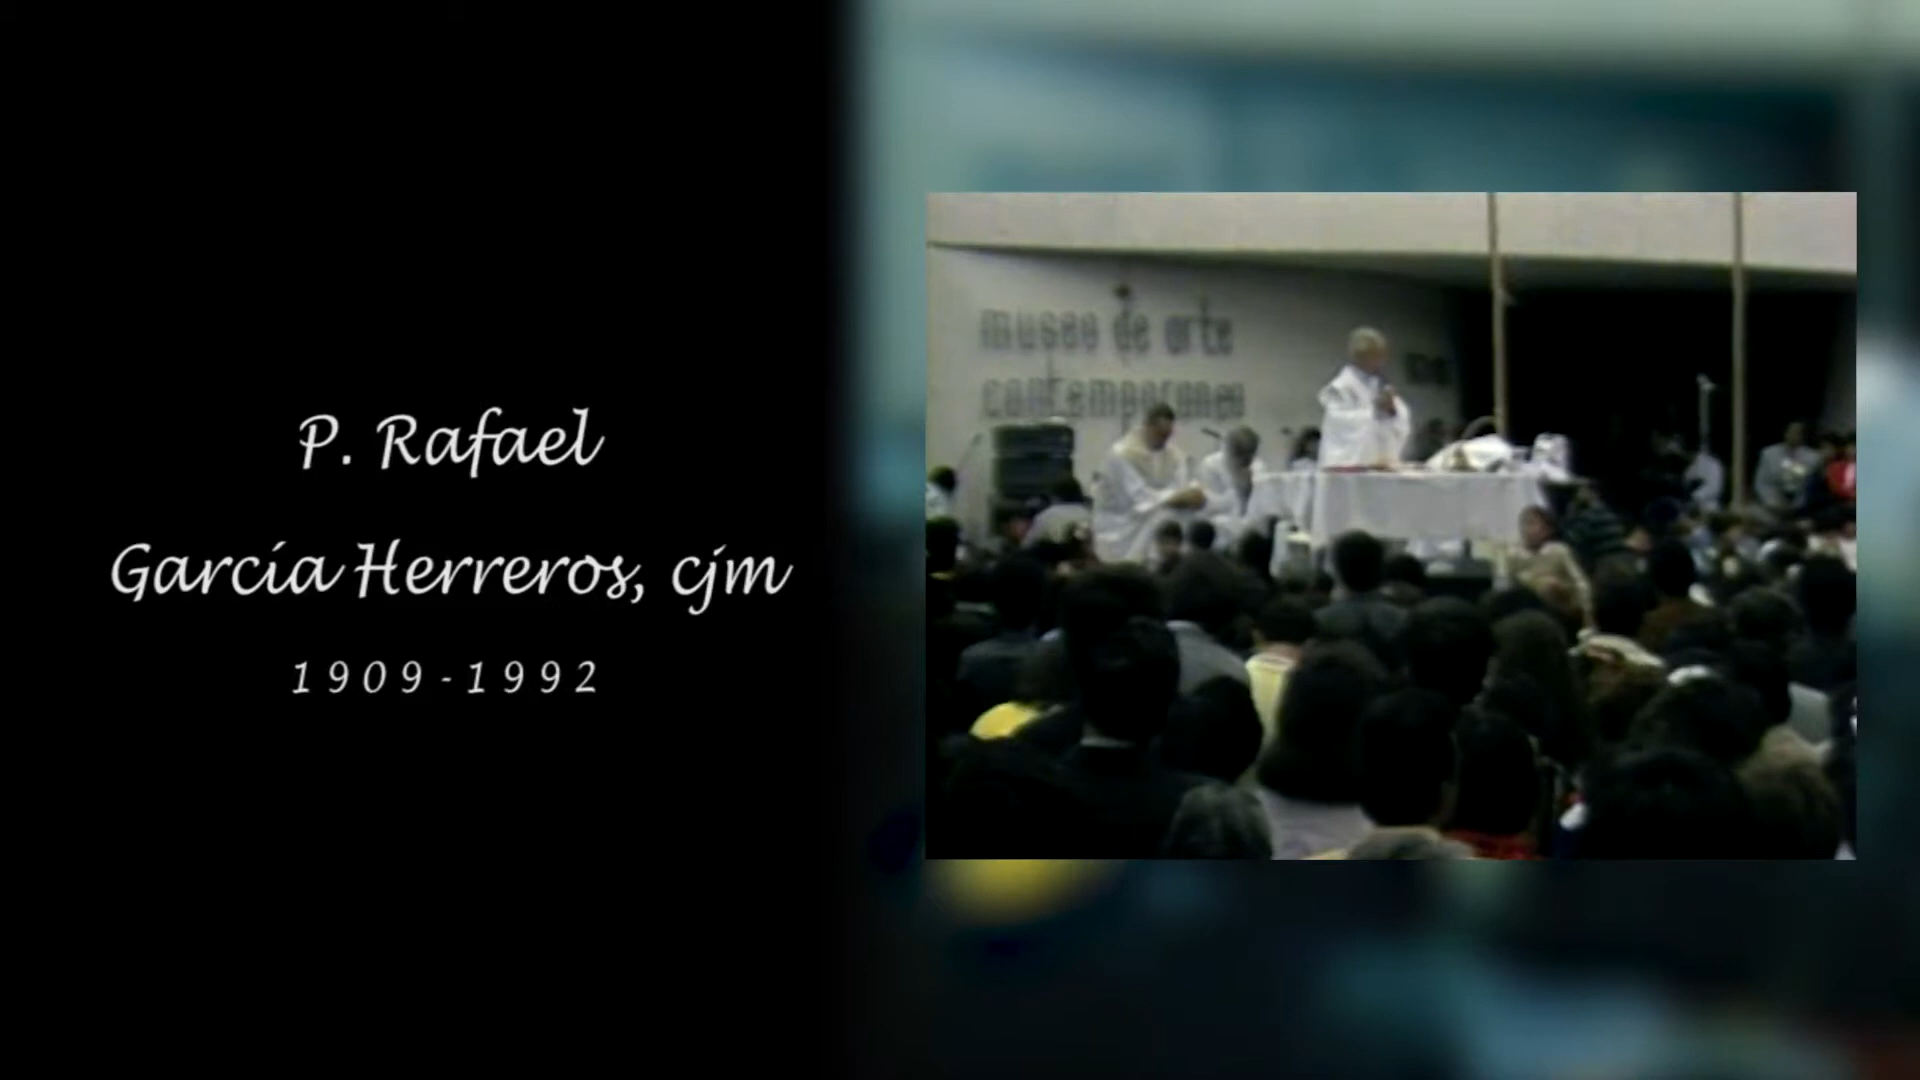 P. Rafael
García Herreros, cjm
1909-1992
museo de arte
contemporaneo